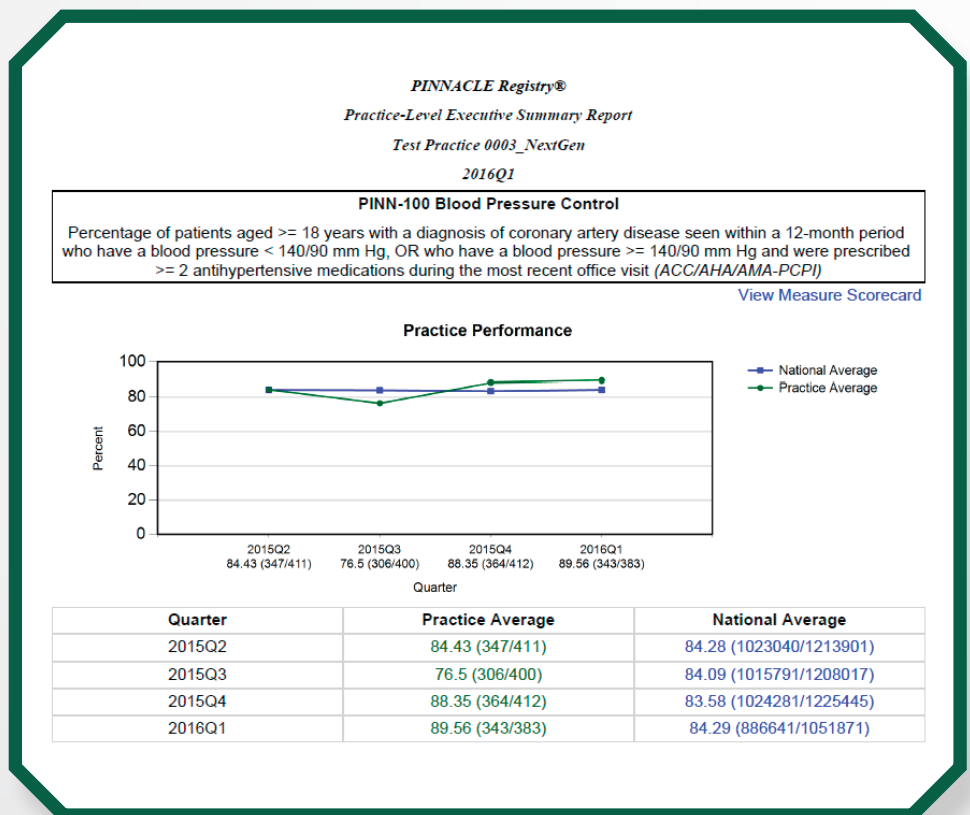 PINNACLE Registry®
Practice-Level Executive Summary Report
Test Practice 0003_NextGen
2016Q1
PINN-100 Blood Pressure Control
Percentage of patients aged >= 18 years with a diagnosis of coronary artery disease seen within a 12-month period
who have a blood pressure < 140/90 mm Hg, OR who have a blood pressure >= 140/90 mm Hg and were prescribed
>= 2 antihypertensive medications during the most recent office visit (ACC/AHA/AMA-PCPI)
View Measure Scorecard
Practice Performance
100
80
60
40
20
0
Percent
National Average
Practice Average
2015Q2 2015Q3 2015Q4 2016Q1
84.43 (347/411) 76.5 (306/400) 88.35 (364/412) 89.56 (343/383)
Quarter
Quarter Practice Average National Average
2015Q2 84.43 (347/411) 84.28 (1023040/1213901)
2015Q3 76.5 (306/400) 84.09 (1015791/1208017)
2015Q4 88.35 (364/412) 83.58 (1024281/1225445)
2016Q1 89.56 (343/383) 84.29 (886641/1051871)